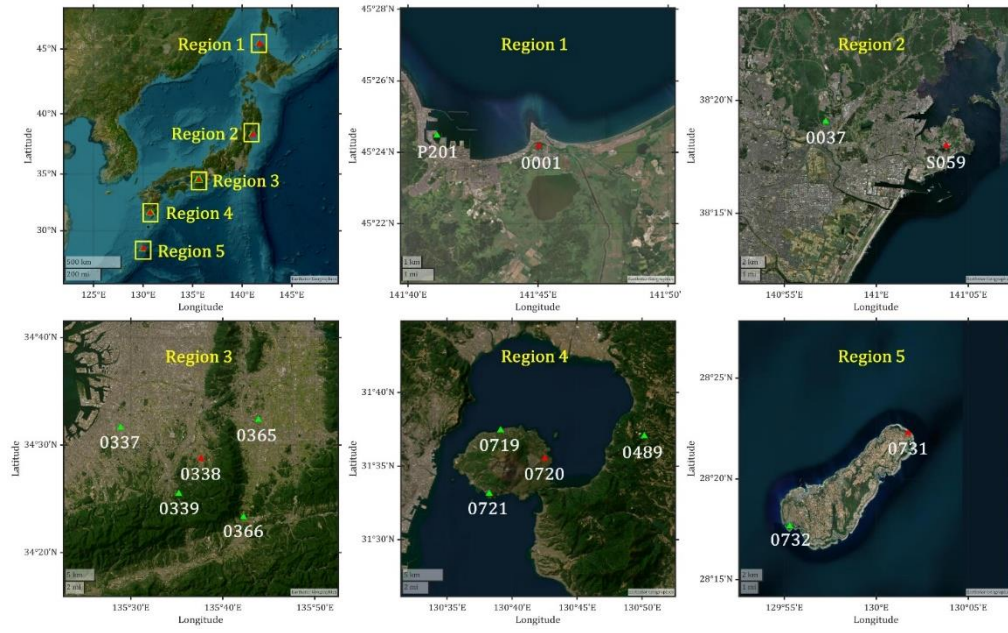 Region 1
Region 2
Region 3
Region 4
Region 5
45°N
40°N
35°N
30°N
Latitude
500 km
200 mi
125°E
130°E
135°E
140°E
145°E
Longitude
Region 1
45°28'N
45°26'N
45°24'N
45°22'N
Latitude
P201
0001
1 km
1 mi
141°40'E
141°45'E
141°50'E
Longitude
Region 2
38°20'N
38°15'N
Latitude
0037
S059
2 km
140°55'E
141°E
141°05'E
Longitude
Region 3
34°40'N
34°30'N
34°20'N
Latitude
0337
0365
0338
0339
0366
5 km
2 mi
135°30'E
135°40'E
135°50'E
Longitude
Region 4
31°40'N
31°35'N
31°30'N
Latitude
0719
0720
0489
0721
5 km
2 mi
130°35'E
130°40'E
130°45'E
130°50'E
Longitude
Region 5
28°25'N
28°20'N
28°15'N
Latitude
0731
0732
2 km
129°55'E
130°E
130°05'E
Longitude